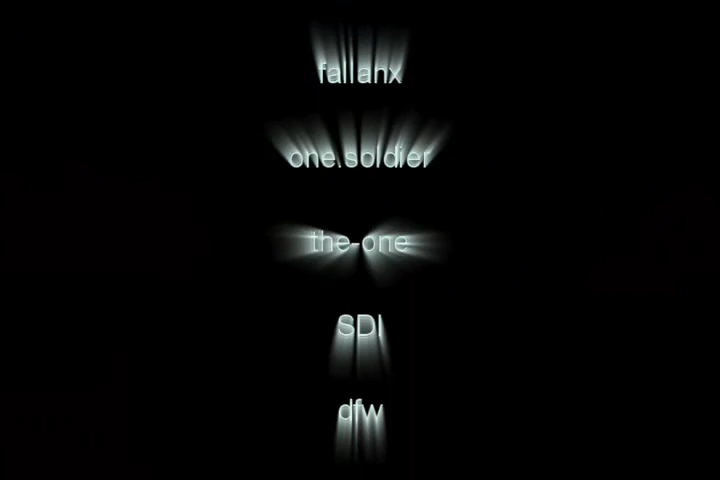 fallanx
one.soldier
the-one
SDI
dfw